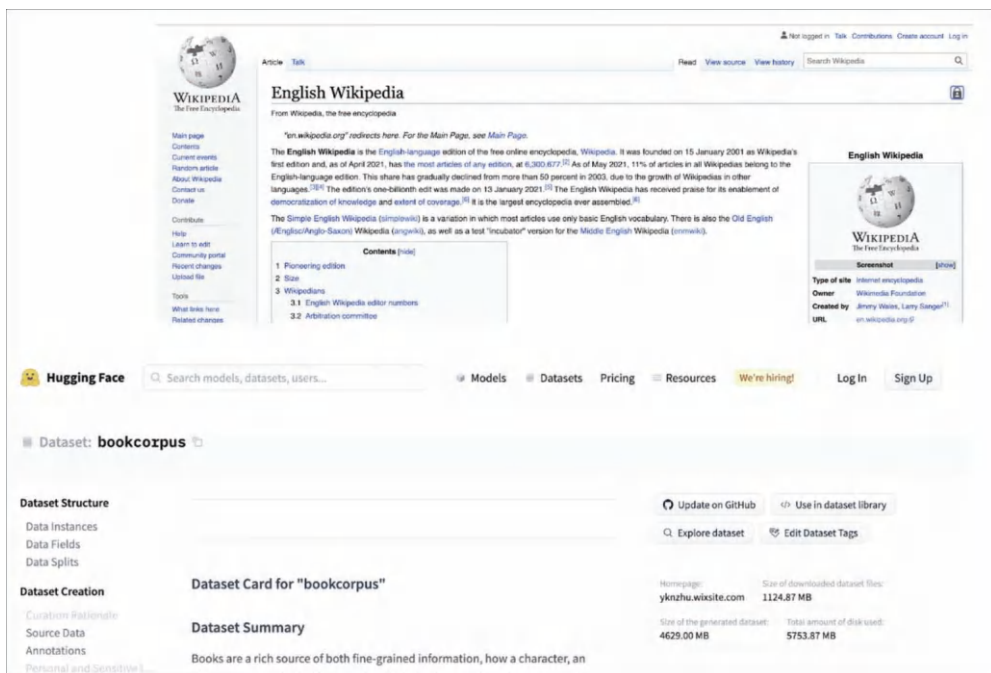 Not logged in Talk Contributions Create account Log in
Article Talk
Read View source View history Search Wikipedia
WIKIPEDIA
The Free Encyclopedia
Main page
Contents
Current events
Random article
About Wikipedia
Contact us
Donate
Contribute
Help
Learn to edit
Community portal
Recent changes
Upload file
Tools
What links here
Related changes
English Wikipedia
From Wikipedia, the free encyclopedia
"en.wikipedia.org" redirects here. For the Main Page, see Main Page.
The English Wikipedia is the English-language edition of the free online encyclopedia, Wikipedia. It was founded on 15 January 2001 as Wikipedia's
first edition and, as of April 2021, has the most articles of any edition, at 6,300,677.[2] As of May 2021, 11% of articles in all Wikipedias belong to the
English-language edition. This share has gradually declined from more than 50 percent in 2003, due to the growth of Wikipedias in other
languages.[3][4] The edition's one-billionth edit was made on 13 January 2021.[5] The English Wikipedia has received praise for its enablement of
democratization of knowledge and extent of coverage.[6] It is the largest encyclopedia ever assembled.[6]
The Simple English Wikipedia (simplewiki) is a variation in which most articles use only basic English vocabulary. There is also the Old English
(Ænglisc/Anglo-Saxon) Wikipedia (angwiki), as well as a test "incubator" version for the Middle English Wikipedia (enmwiki).
Contents [hide]
1 Pioneering edition
2 Size
3 Wikipedians
3.1 English Wikipedia editor numbers
3.2 Arbitration committee
English Wikipedia
WIKIPEDIA
The Free Encyclopedia
Screenshot [show]
Type of site Internet encyclopedia
Owner Wikimedia Foundation
Created by Jimmy Wales, Larry Sanger[1]
URL en.wikipedia.org
Hugging Face Search models, datasets, users... Models Datasets Pricing Resources We're hiring! Log In Sign Up
Dataset: bookcorpus
Dataset Structure
Data Instances
Data Fields
Data Splits
Dataset Creation
Curation Rationale
Source Data
Annotations
Personal and Sensitive I...
Dataset Card for "bookcorpus"
Dataset Summary
Books are a rich source of both fine-grained information, how a character, an
Update on GitHub Use in dataset library
Explore dataset Edit Dataset Tags
Homepage: Size of downloaded dataset files:
yknzhu.wixsite.com 1124.87 MB
Size of the generated dataset: Total amount of disk used:
4629.00 MB 5753.87 MB